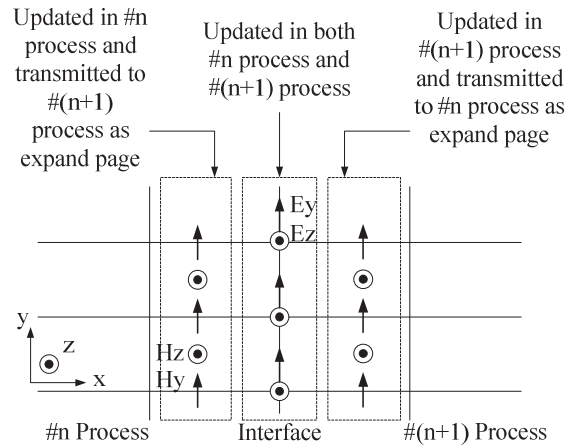 Updated in #n
process and
transmitted to
#(n+1)
process as
expand page
Updated in both
#n process and
#(n+1) process
Updated in
#(n+1) process
and transmitted
to #n process as
expand page
Ey
Ez
Hz
Hy
y
z
x
#n Process
Interface
#(n+1) Process